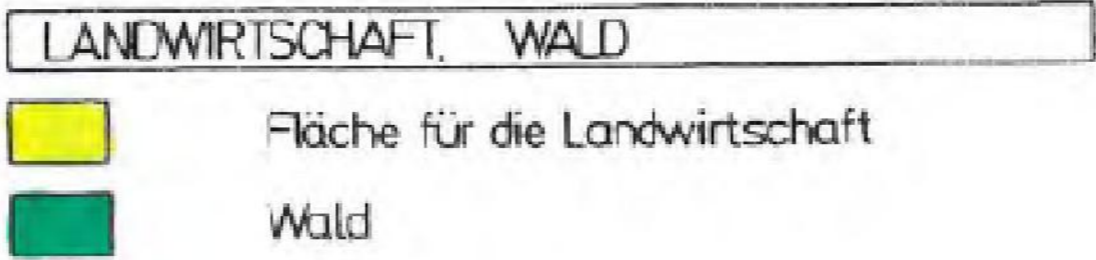 LANDWIRTSCHAFT, WALD
Fläche für die Landwirtschaft
Wald